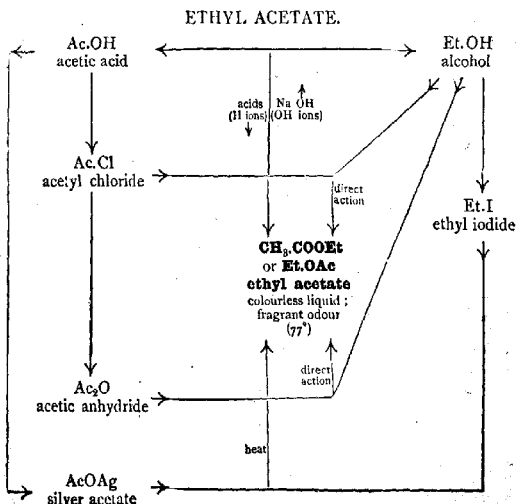 ETHYL ACETATE.
Ac.OH
acetic acid
Et.OH
alcohol
acids
(H ions)
Na OH
(OH ions)
Ac.Cl
acetyl chloride
direct
action
Et.I
ethyl iodide
CH₃.COOEt
or Et.OAc
ethyl acetate
colourless liquid ;
fragrant odour
(77°)
direct
action
Ac₂O
acetic anhydride
heat
AcOAg
silver acetate